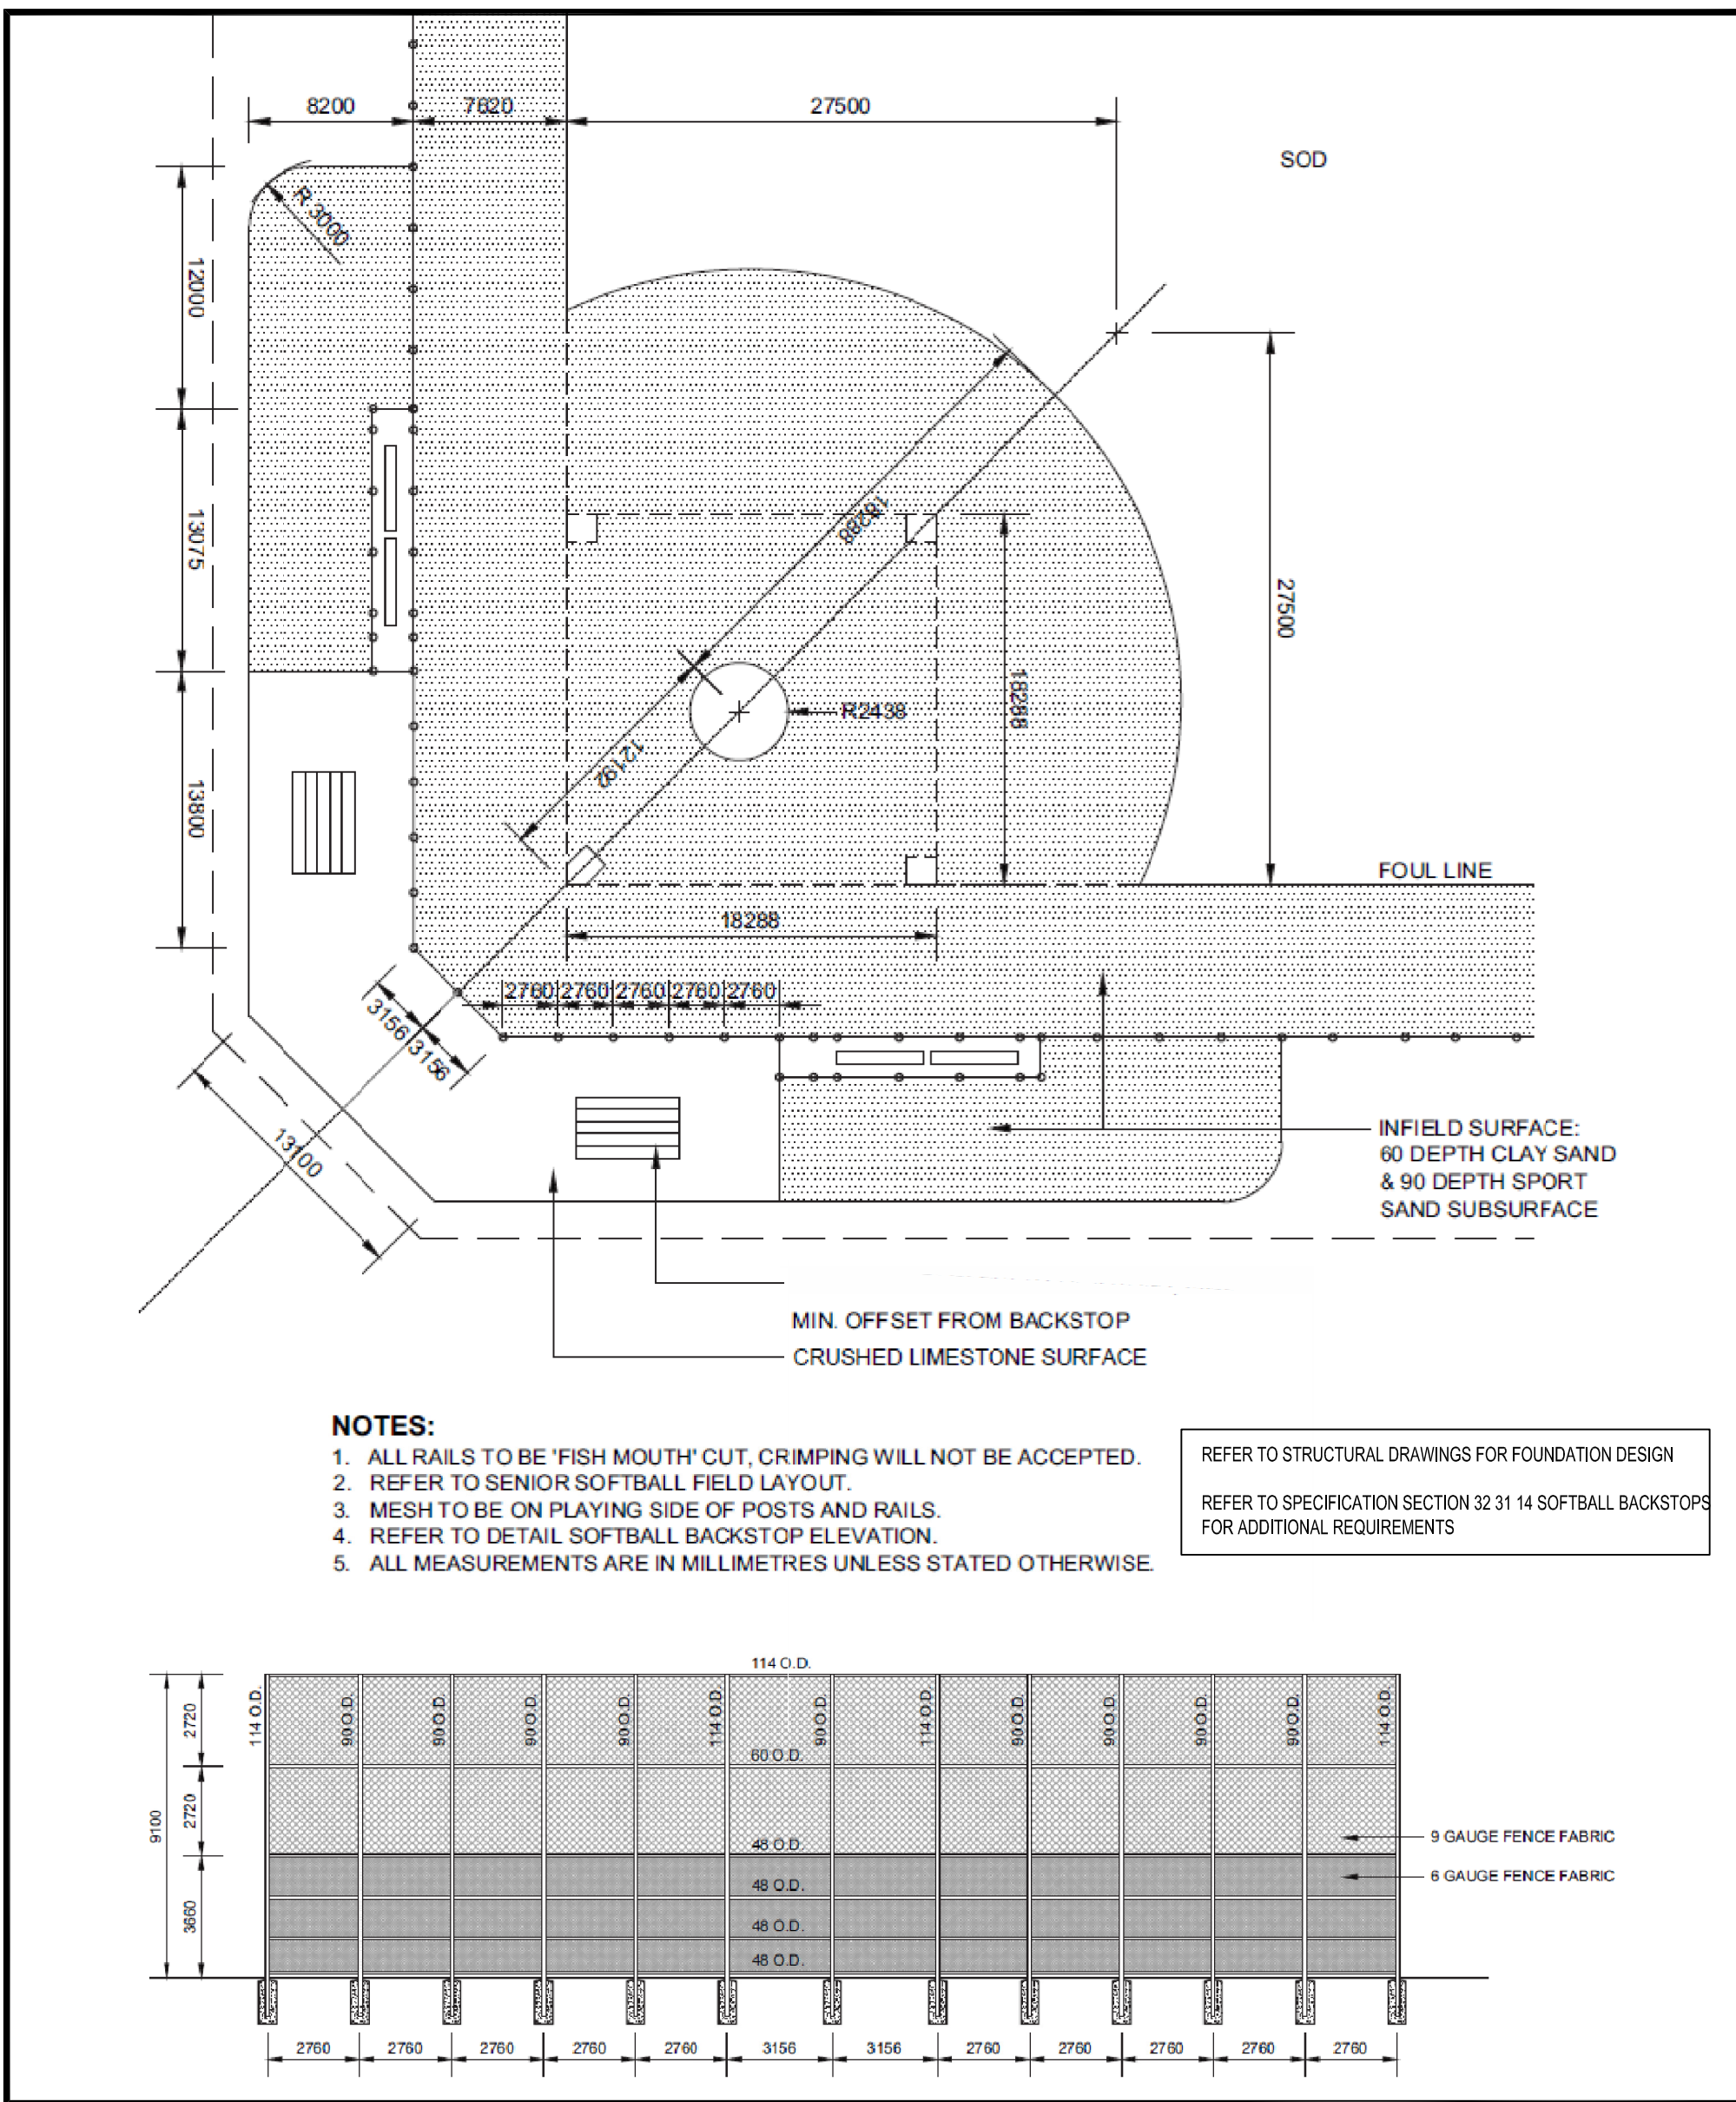 8200
7620
27500
SOD
R 3000
12000
18288
13075
27500
18288
R2438
12192
13800
FOUL LINE
18288
2760 2760 2760 2760 2760
3156
3156
13100
INFIELD SURFACE:
60 DEPTH CLAY SAND
& 90 DEPTH SPORT
SAND SUBSURFACE
MIN. OFFSET FROM BACKSTOP
CRUSHED LIMESTONE SURFACE
NOTES:
1. ALL RAILS TO BE 'FISH MOUTH' CUT, CRIMPING WILL NOT BE ACCEPTED.
2. REFER TO SENIOR SOFTBALL FIELD LAYOUT.
3. MESH TO BE ON PLAYING SIDE OF POSTS AND RAILS.
4. REFER TO DETAIL SOFTBALL BACKSTOP ELEVATION.
5. ALL MEASUREMENTS ARE IN MILLIMETRES UNLESS STATED OTHERWISE.
REFER TO STRUCTURAL DRAWINGS FOR FOUNDATION DESIGN
REFER TO SPECIFICATION SECTION 32 31 14 SOFTBALL BACKSTOPS
FOR ADDITIONAL REQUIREMENTS
114 O.D.
2720
114 O.D.
90 O.D.
90 O.D.
90 O.D.
90 O.D.
114 O.D.
90 O.D.
114 O.D.
90 O.D.
90 O.D.
90 O.D.
90 O.D.
114 O.D.
60 O.D.
2720
9100
48 O.D.
9 GAUGE FENCE FABRIC
48 O.D.
6 GAUGE FENCE FABRIC
3660
48 O.D.
48 O.D.
2760 2760 2760 2760 2760 3156 3156 2760 2760 2760 2760 2760